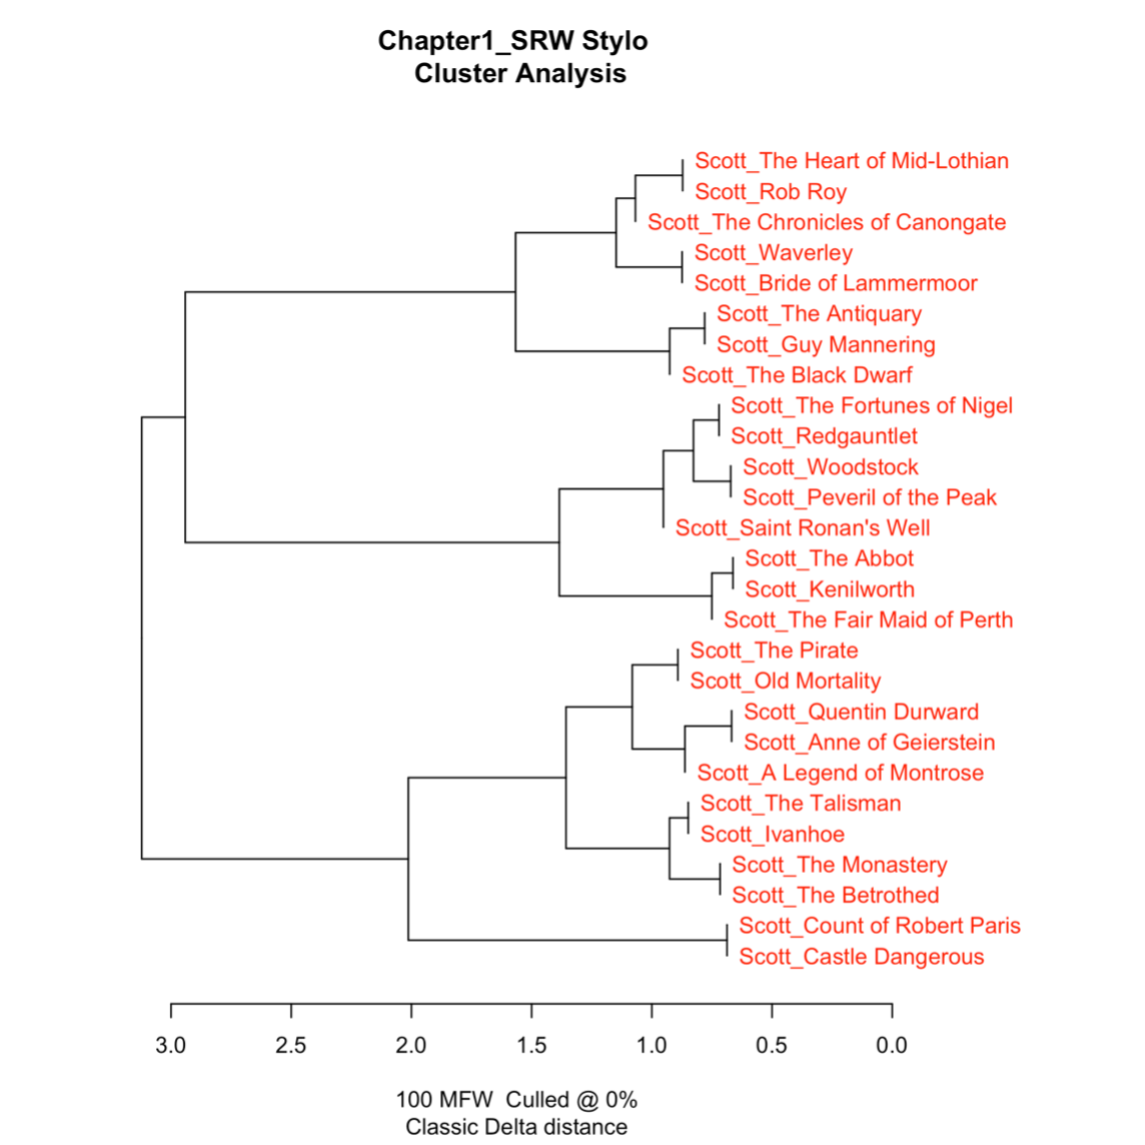 Chapter1_SRW Stylo
Cluster Analysis
Scott_The Heart of Mid-Lothian
Scott_Rob Roy
Scott_The Chronicles of Canongate
Scott_Waverley
Scott_Bride of Lammermoor
Scott_The Antiquary
Scott_Guy Mannering
Scott_The Black Dwarf
Scott_The Fortunes of Nigel
Scott_Redgauntlet
Scott_Woodstock
Scott_Peveril of the Peak
Scott_Saint Ronan's Well
Scott_The Abbot
Scott_Kenilworth
Scott_The Fair Maid of Perth
Scott_The Pirate
Scott_Old Mortality
Scott_Quentin Durward
Scott_Anne of Geierstein
Scott_A Legend of Montrose
Scott_The Talisman
Scott_Ivanhoe
Scott_The Monastery
Scott_The Betrothed
Scott_Count of Robert Paris
Scott_Castle Dangerous
3.0 2.5 2.0 1.5 1.0 0.5 0.0
100 MFW Culled @ 0%
Classic Delta distance